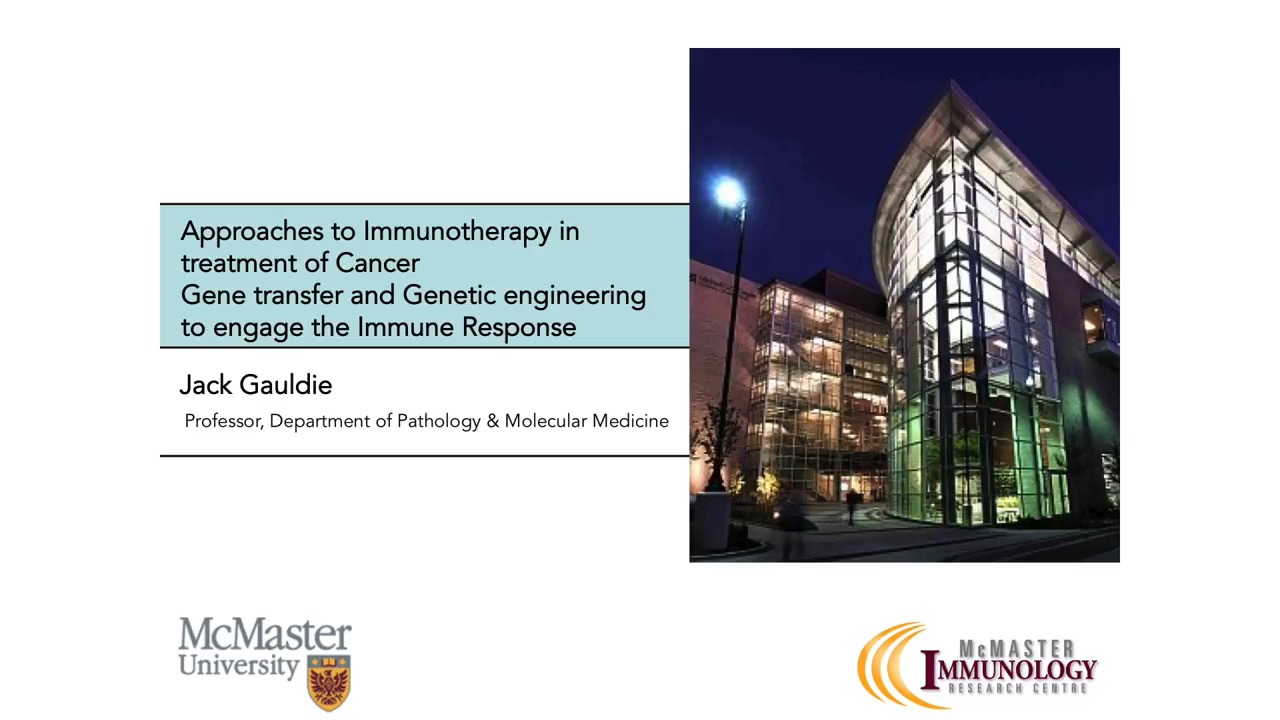 Approaches to Immunotherapy in
treatment of Cancer
Gene transfer and Genetic engineering
to engage the Immune Response
Jack Gauldie
Professor, Department of Pathology & Molecular Medicine
McMaster
University
McMASTER
IMMUNOLOGY
RESEARCH CENTRE